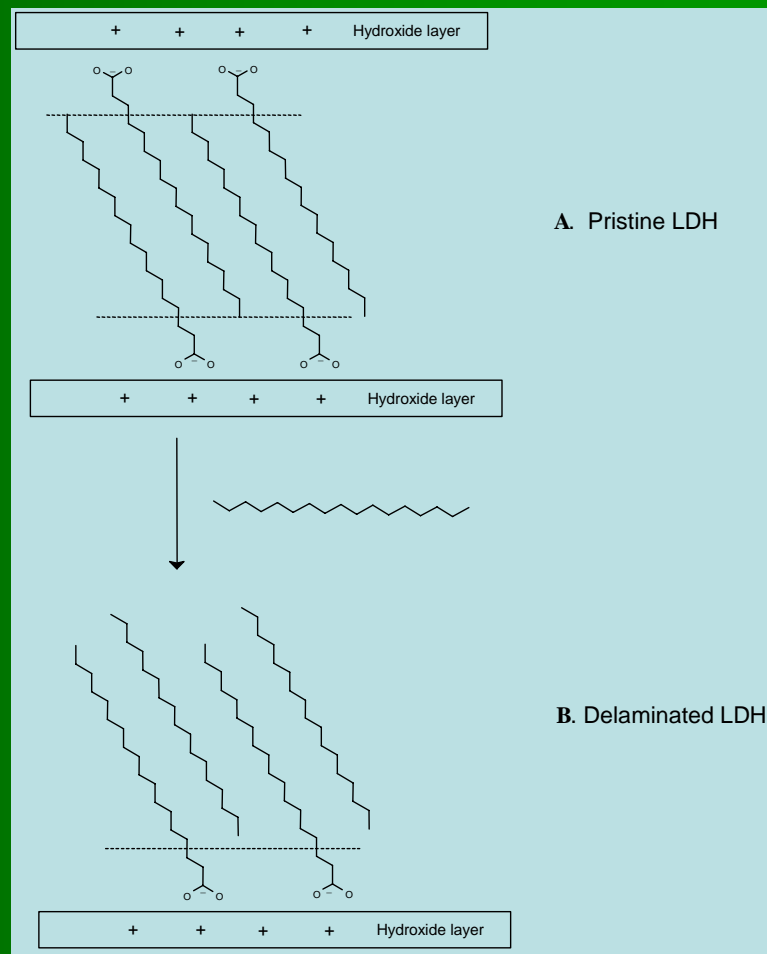 + + + + Hydroxide layer
O − O O − O
A. Pristine LDH
O − O O − O
+ + + + Hydroxide layer
B. Delaminated LDH
O − O O − O
+ + + + Hydroxide layer